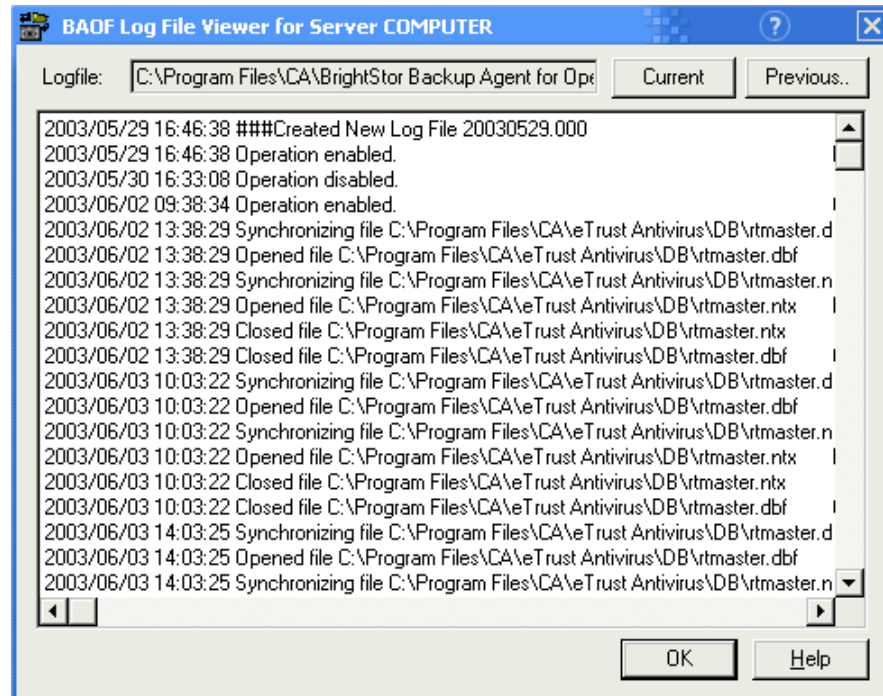 BAOF Log File Viewer for Server COMPUTER
Logfile: C:\Program Files\CA\BrightStor Backup Agent for Ope Current Previous..
2003/05/29 16:46:38 ###Created New Log File 20030529.000
2003/05/29 16:46:38 Operation enabled.
2003/05/30 16:33:08 Operation disabled.
2003/06/02 09:38:34 Operation enabled.
2003/06/02 13:38:29 Synchronizing file C:\Program Files\CA\eTrust Antivirus\DB\rtmaster.d
2003/06/02 13:38:29 Opened file C:\Program Files\CA\eTrust Antivirus\DB\rtmaster.dbf
2003/06/02 13:38:29 Synchronizing file C:\Program Files\CA\eTrust Antivirus\DB\rtmaster.n
2003/06/02 13:38:29 Opened file C:\Program Files\CA\eTrust Antivirus\DB\rtmaster.ntx
2003/06/02 13:38:29 Closed file C:\Program Files\CA\eTrust Antivirus\DB\rtmaster.ntx
2003/06/02 13:38:29 Closed file C:\Program Files\CA\eTrust Antivirus\DB\rtmaster.dbf
2003/06/03 10:03:22 Synchronizing file C:\Program Files\CA\eTrust Antivirus\DB\rtmaster.d
2003/06/03 10:03:22 Opened file C:\Program Files\CA\eTrust Antivirus\DB\rtmaster.dbf
2003/06/03 10:03:22 Synchronizing file C:\Program Files\CA\eTrust Antivirus\DB\rtmaster.n
2003/06/03 10:03:22 Opened file C:\Program Files\CA\eTrust Antivirus\DB\rtmaster.ntx
2003/06/03 10:03:22 Closed file C:\Program Files\CA\eTrust Antivirus\DB\rtmaster.ntx
2003/06/03 10:03:22 Closed file C:\Program Files\CA\eTrust Antivirus\DB\rtmaster.dbf
2003/06/03 14:03:25 Synchronizing file C:\Program Files\CA\eTrust Antivirus\DB\rtmaster.d
2003/06/03 14:03:25 Opened file C:\Program Files\CA\eTrust Antivirus\DB\rtmaster.dbf
2003/06/03 14:03:25 Synchronizing file C:\Program Files\CA\eTrust Antivirus\DB\rtmaster.n
OK Help